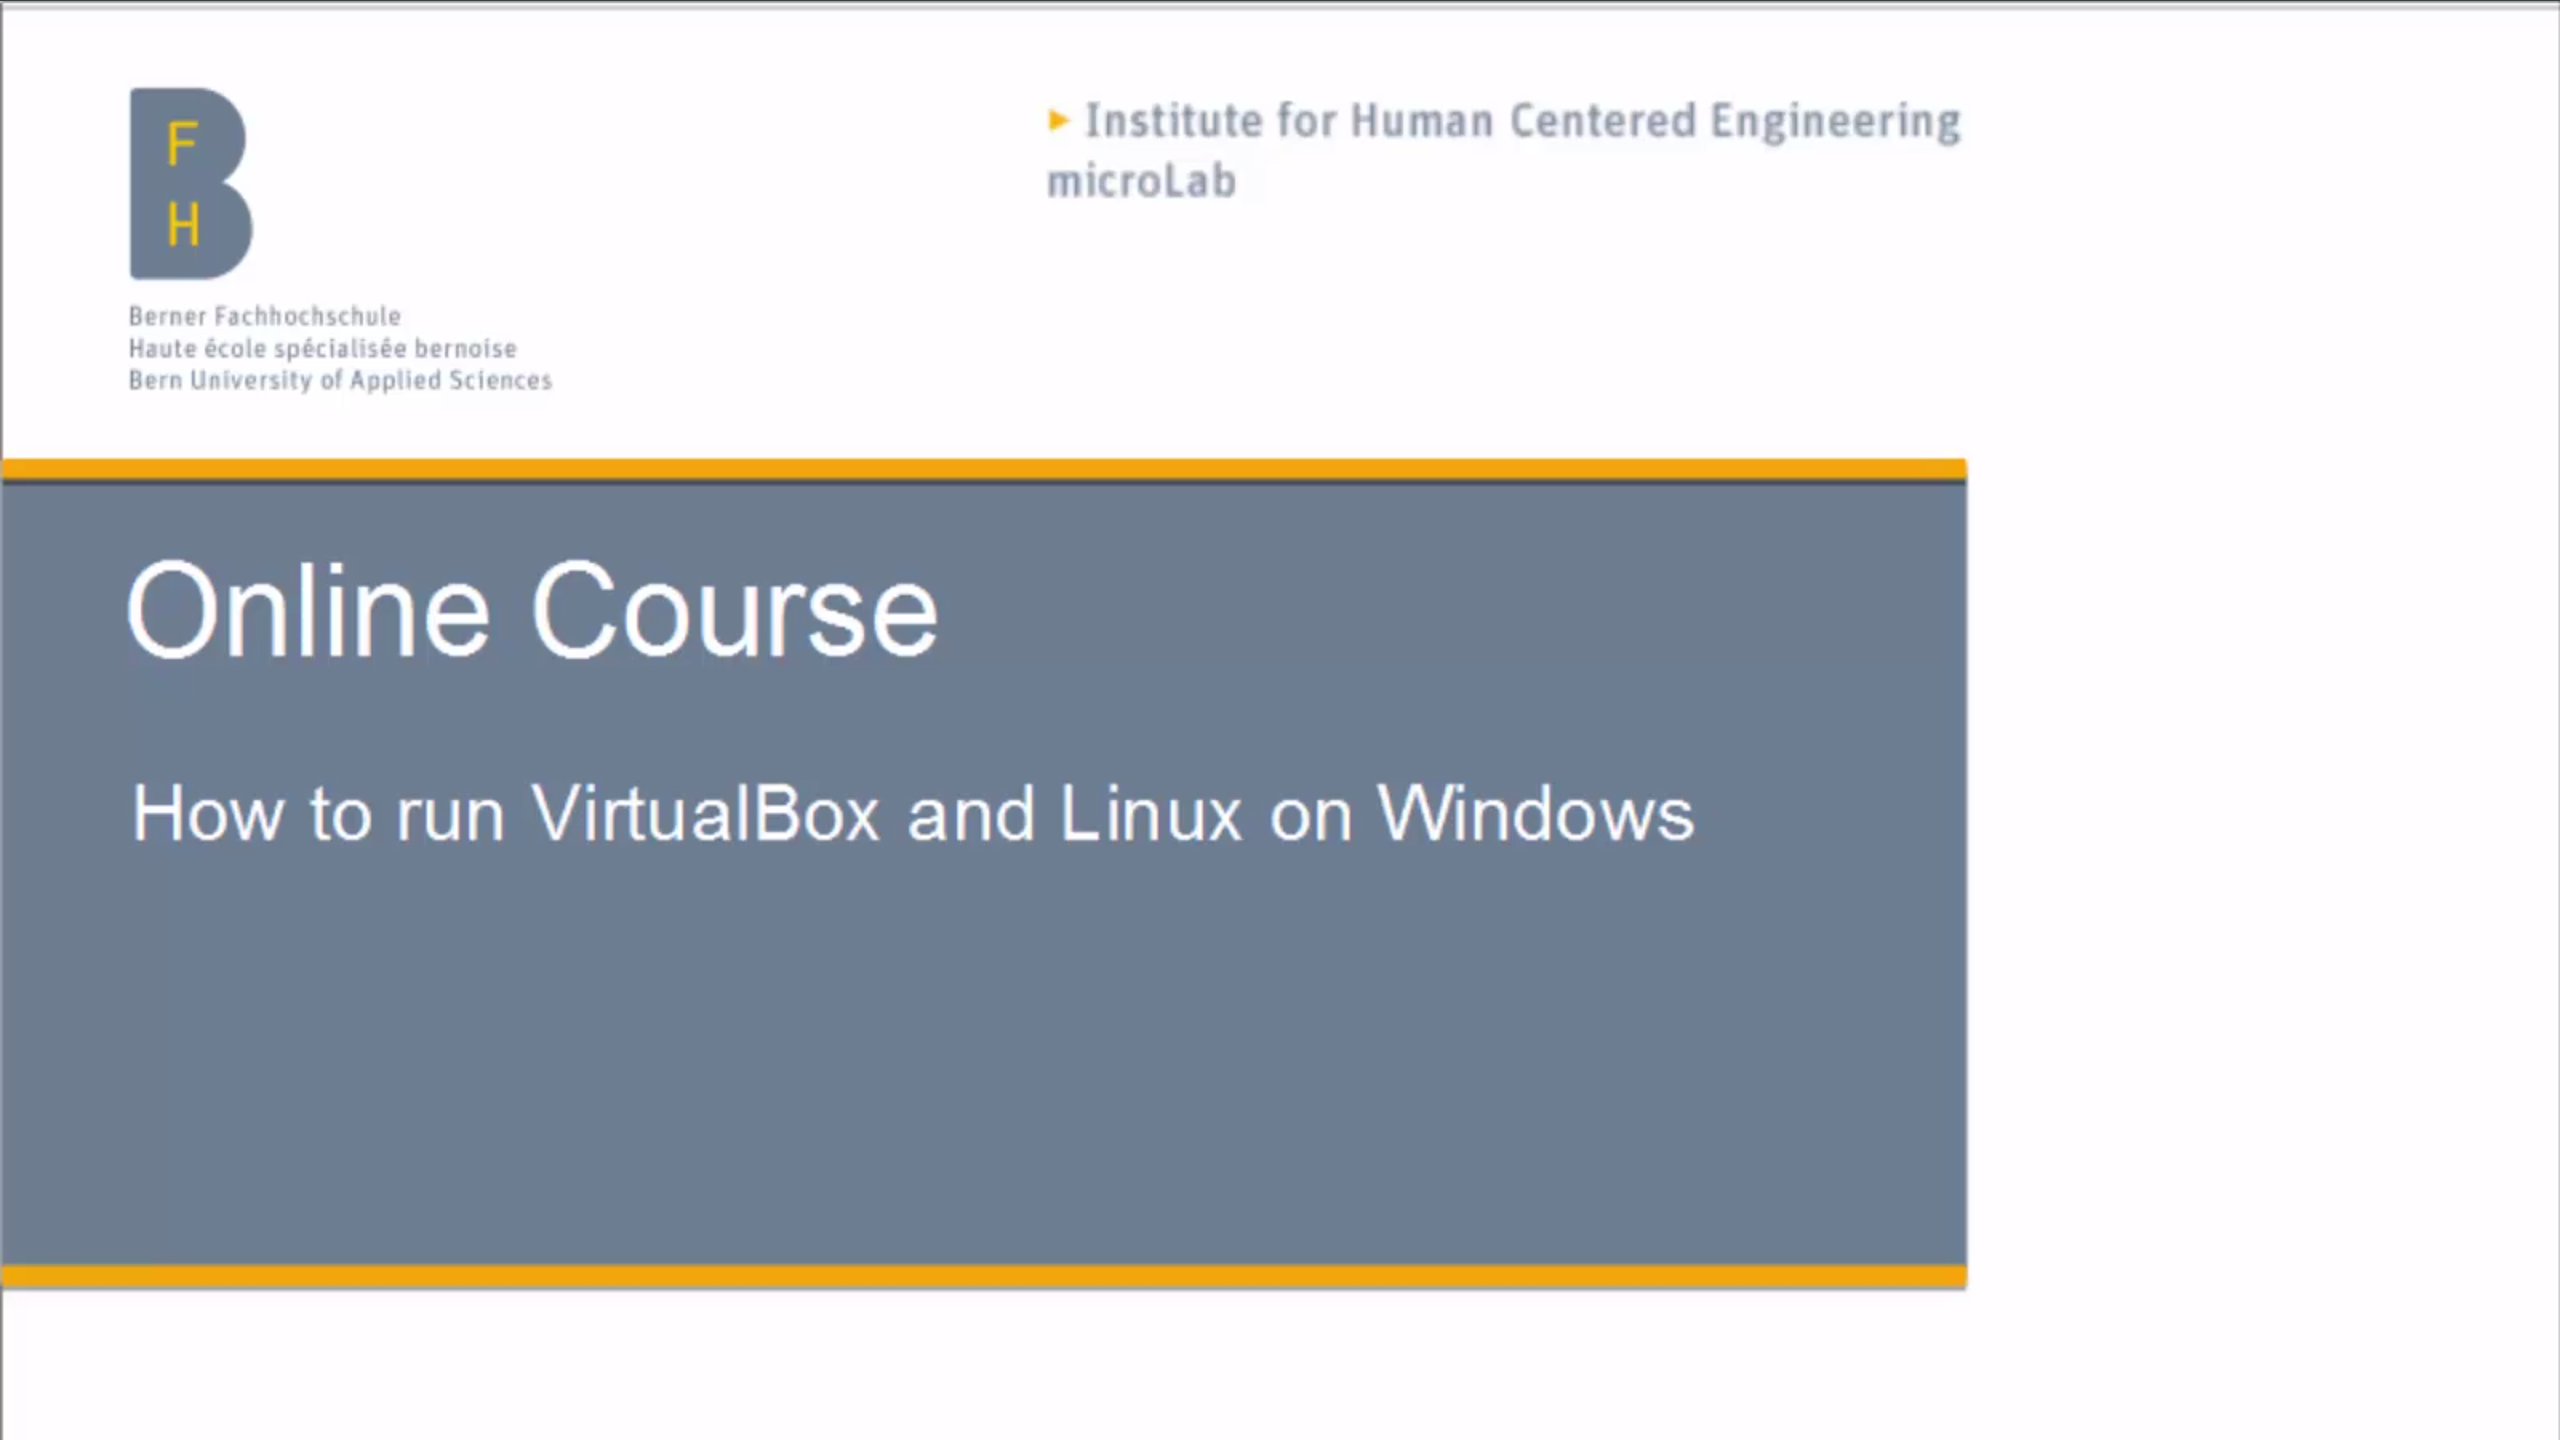 F
H
Berner Fachhochschule
Haute école spécialisée bernoise
Bern University of Applied Sciences
Institute for Human Centered Engineering
microLab
Online Course
How to run VirtualBox and Linux on Windows